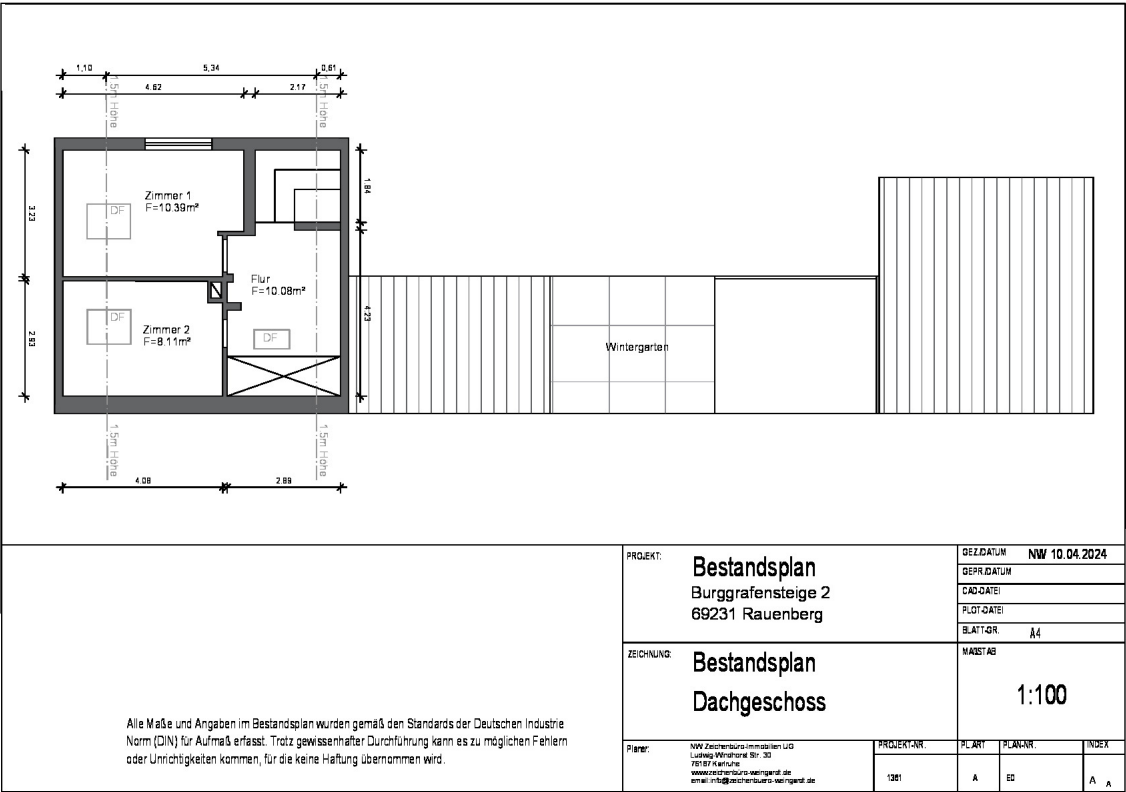 1,10 5,34 0,61
4.62 2.17
1.5m Höhe 1.5m Höhe
1.84
3.23
Zimmer 1
F=10.39m²
DF
Flur
F=10.08m²
4.23
Zimmer 2
F=8.11m²
DF
DF
2.93
Wintergarten
1.5m Höhe 1.5m Höhe
4.08 2.89
PROJEKT:
Bestandsplan
Burggrafensteige 2
69231 Rauenberg
GEZ./DATUM NW 10.04.2024
GEPR./DATUM
CAD-DATEI
PLOT-DATEI
BLATT-GR. A4
ZEICHNUNG:
Bestandsplan
Dachgeschoss
MAßSTAB
1:100
Alle Maße und Angaben im Bestandsplan wurden gemäß den Standards der Deutschen Industrie
Norm (DIN) für Aufmaß erfasst. Trotz gewissenhafter Durchführung kann es zu möglichen Fehlern
oder Unrichtigkeiten kommen, für die keine Haftung übernommen wird.
Planer:
NW Zeichenbüro-Immobilien UG
Ludwig-Windhorst Str. 30
76187 Karlruhe
www.zeichenbüro-weingardt.de
email:info@zeichenbuero-weingardt.de
PROJEKT-NR. PL.ART PLAN-NR. INDEX
1361 A ED A A